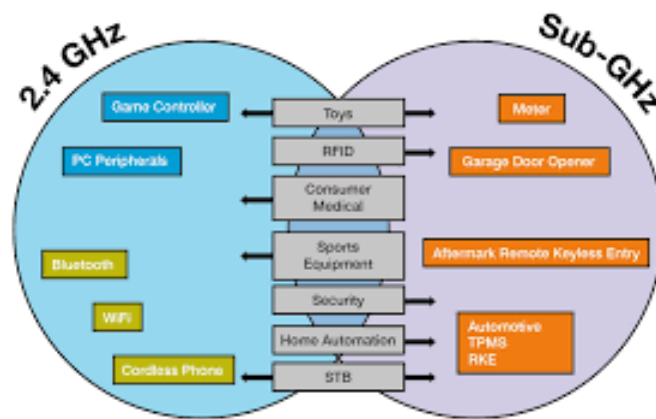 2.4 GHz
Sub-GHz
Game Controller
Toys
Meter
RFID
PC Peripherals
Garage Door Opener
Consumer
Medical
Sports
Equipment
Bluetooth
Aftermark Remote Keyless Entry
Security
WiFi
Home Automation
Automotive
TPMS
RKE
Cordless Phone
STB